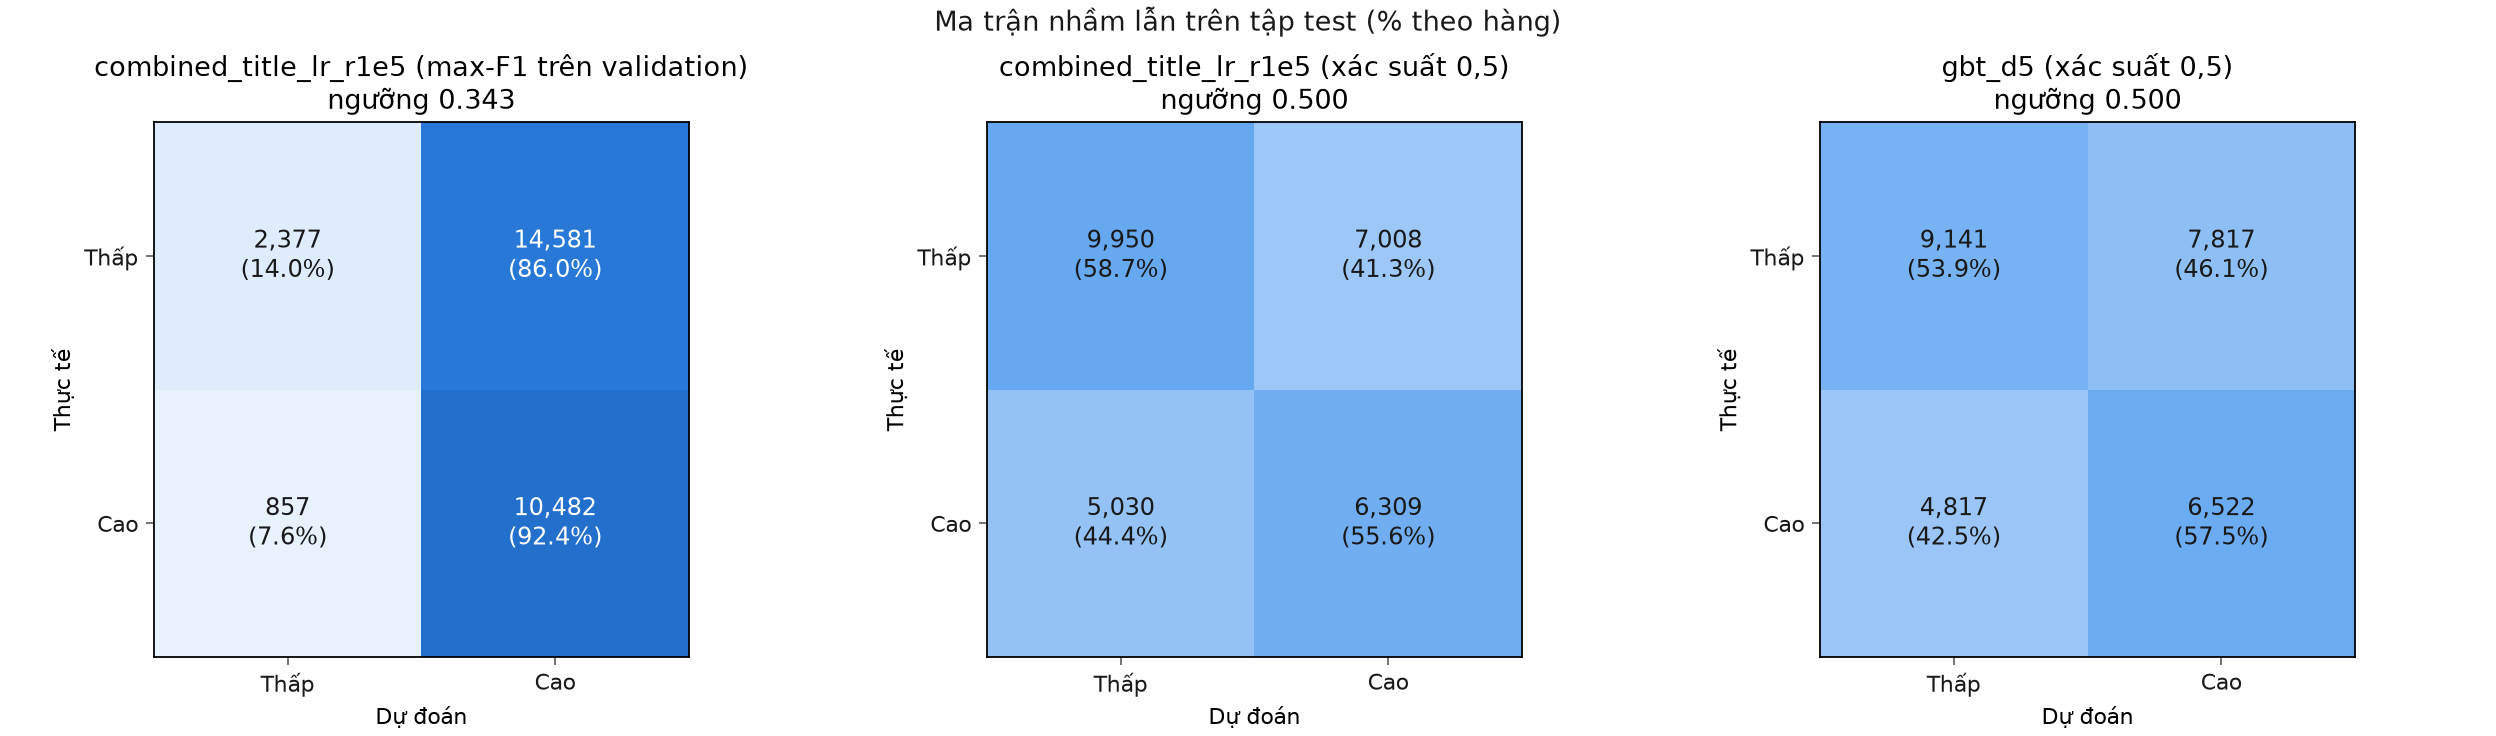 Ma trận nhầm lẫn trên tập test (% theo hàng)
combined_title_lr_r1e5 (max-F1 trên validation)
ngưỡng 0.343
Thực tế
Thấp
Cao
2,377
(14.0%)
14,581
(86.0%)
857
(7.6%)
10,482
(92.4%)
Thấp
Cao
Dự đoán
combined_title_lr_r1e5 (xác suất 0,5)
ngưỡng 0.500
Thực tế
Thấp
Cao
9,950
(58.7%)
7,008
(41.3%)
5,030
(44.4%)
6,309
(55.6%)
Thấp
Cao
Dự đoán
gbt_d5 (xác suất 0,5)
ngưỡng 0.500
Thực tế
Thấp
Cao
9,141
(53.9%)
7,817
(46.1%)
4,817
(42.5%)
6,522
(57.5%)
Thấp
Cao
Dự đoán